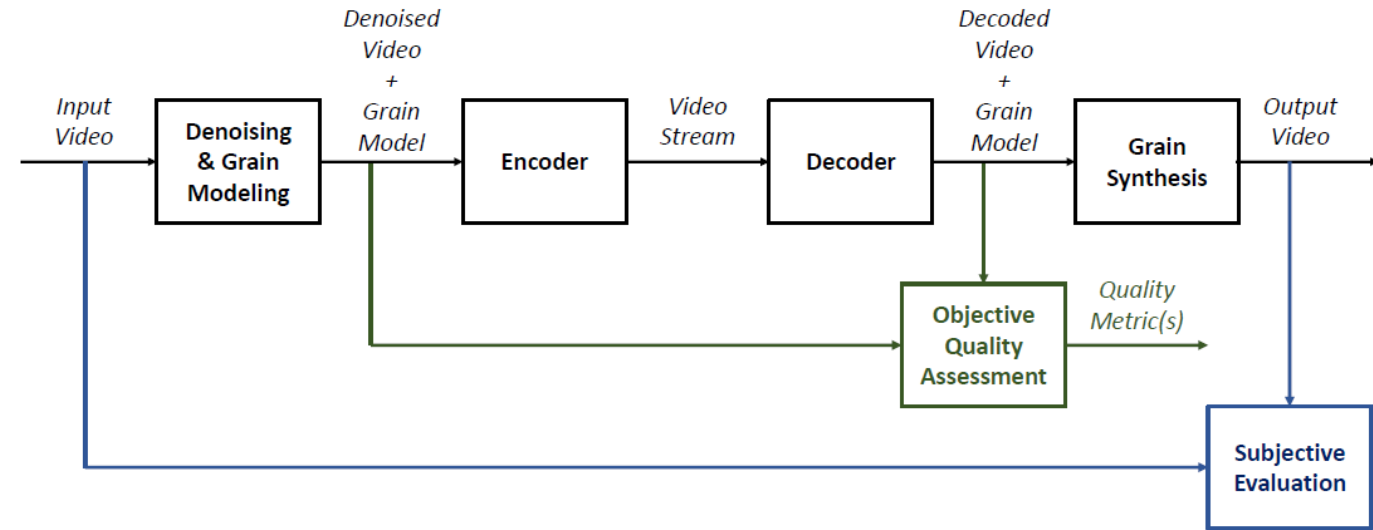 Input
Video
Denoising
& Grain
Modeling
Denoised
Video
+
Grain
Model
Encoder
Video
Stream
Decoder
Decoded
Video
+
Grain
Model
Grain
Synthesis
Output
Video
Objective
Quality
Assessment
Quality
Metric(s)
Subjective
Evaluation